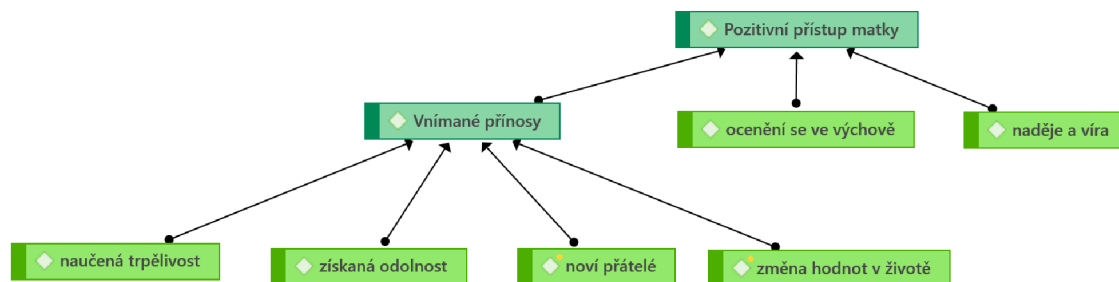 Pozitivní přístup matky
Vnímané přínosy
ocenění se ve výchově
naděje a víra
naučená trpělivost
získaná odolnost
noví přátelé
změna hodnot v životě